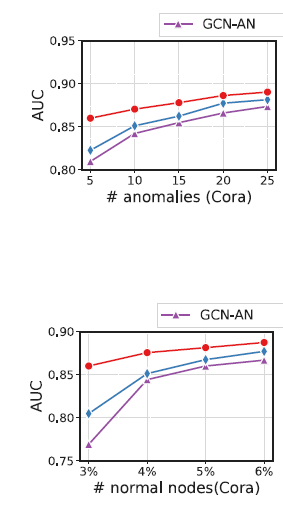 GCN-AN
0,95
0,90
0,85
0,80
AUC
5 10 15 20 25
# anomalies (Cora)
GCN-AN
0,90
0,85
0,80
0,75
AUC
3% 4% 5% 6%
# normal nodes(Cora)